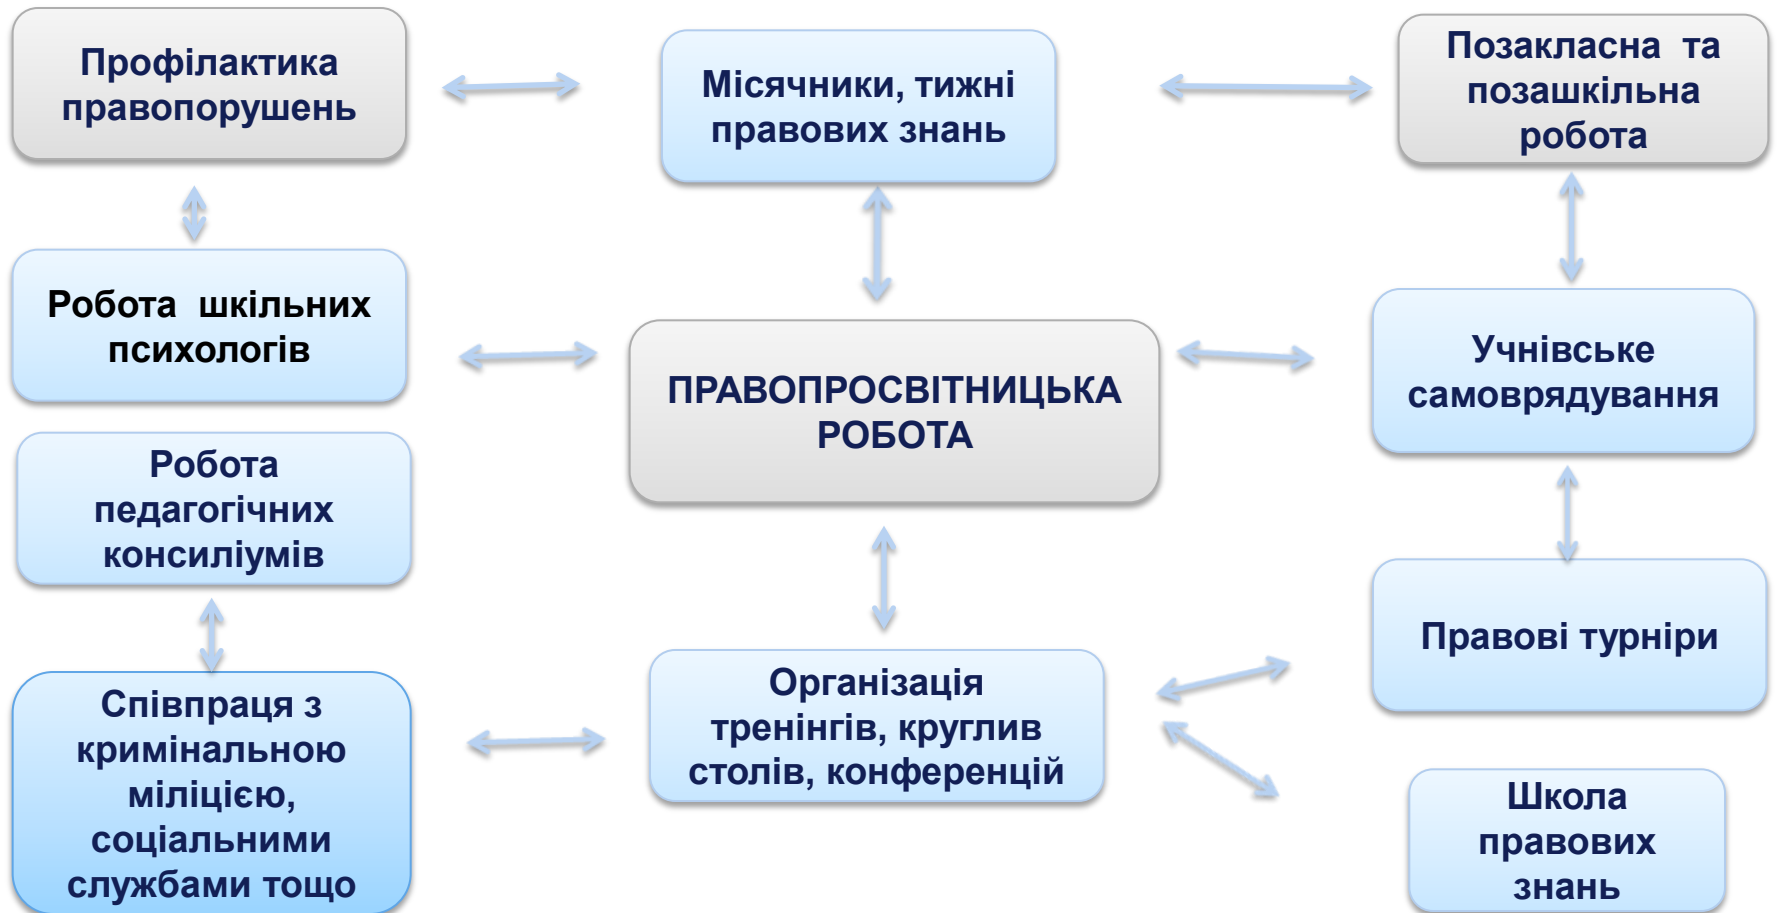 Профілактика
правопорушень
Місячники, тижні
правових знань
Позакласна та
позашкільна
робота
Робота шкільних
психологів
ПРАВОПРОСВІТНИЦЬКА
РОБОТА
Учнівське
самоврядування
Робота
педагогічних
консиліумів
Правові турніри
Співпраця з
кримінальною
міліцією,
соціальними
службами тощо
Організація
тренінгів, круглив
столів, конференцій
Школа
правових
знань